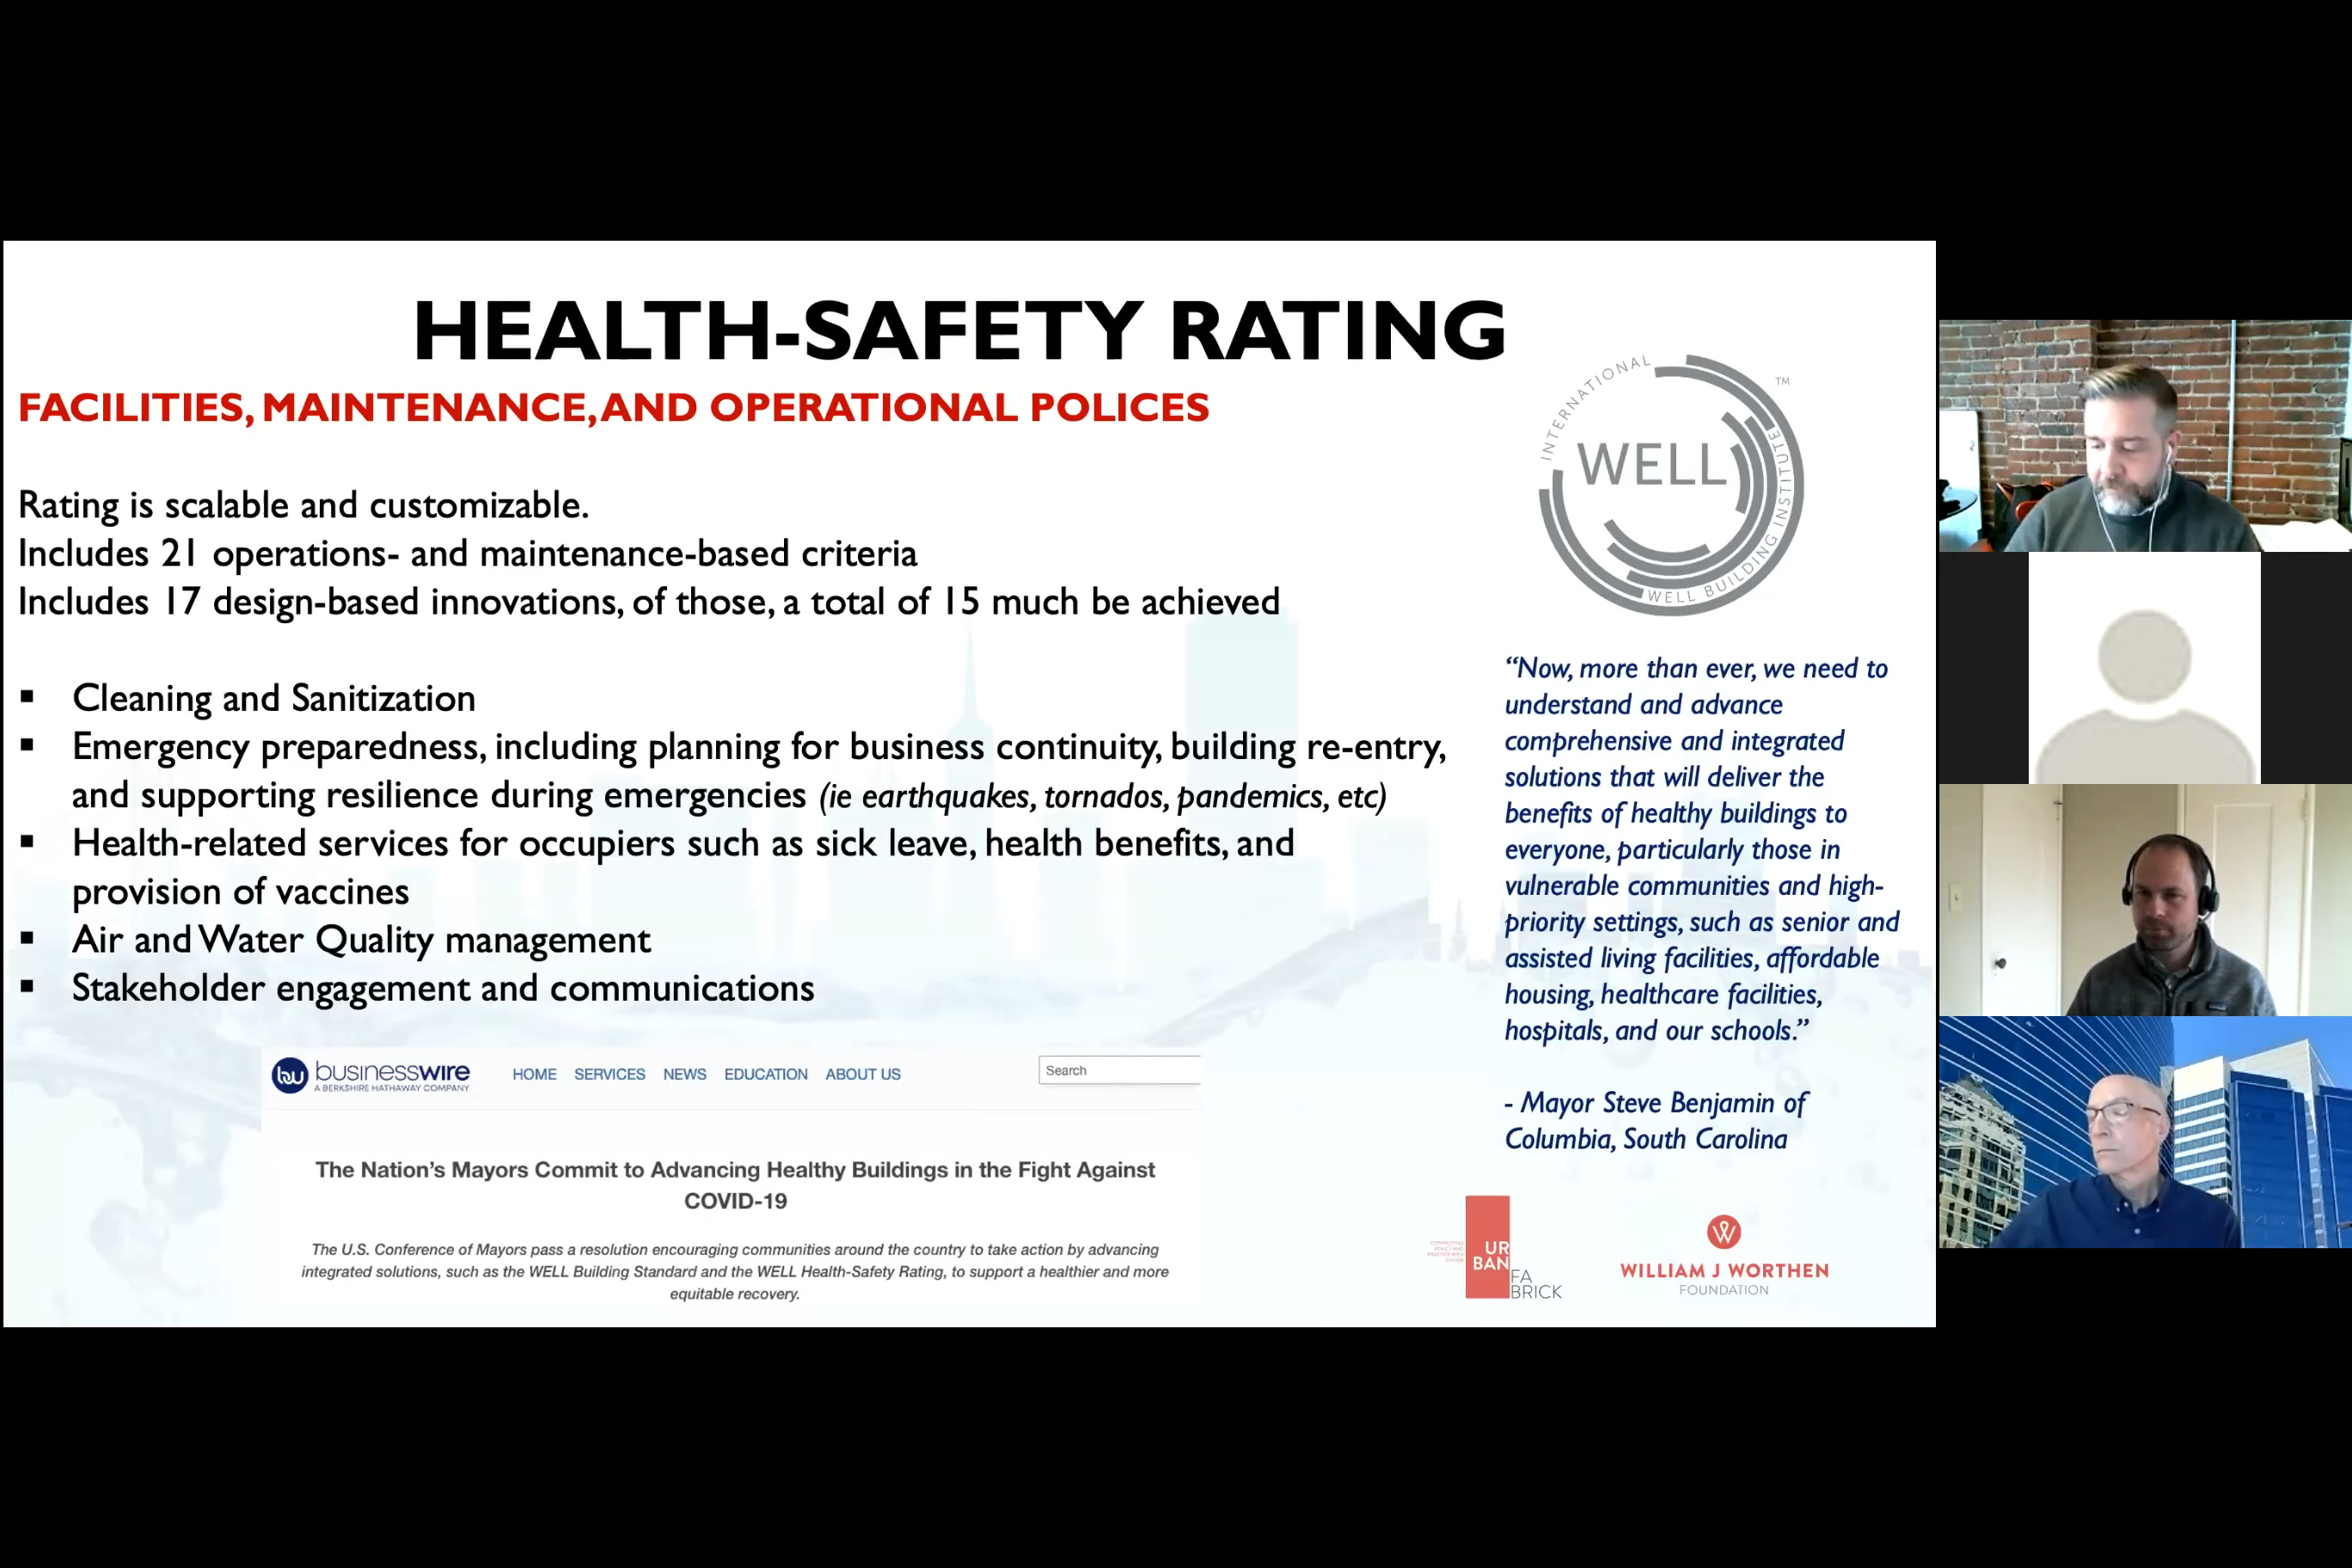 HEALTH-SAFETY RATING
FACILITIES, MAINTENANCE, AND OPERATIONAL POLICES
Rating is scalable and customizable.
Includes 21 operations- and maintenance-based criteria
Includes 17 design-based innovations, of those, a total of 15 much be achieved
▪ Cleaning and Sanitization
▪ Emergency preparedness, including planning for business continuity, building re-entry,
and supporting resilience during emergencies (ie earthquakes, tornados, pandemics, etc)
▪ Health-related services for occupiers such as sick leave, health benefits, and
provision of vaccines
▪ Air and Water Quality management
▪ Stakeholder engagement and communications
bw businesswire
A BERKSHIRE HATHAWAY COMPANY
HOME SERVICES NEWS EDUCATION ABOUT US
Search
The Nation's Mayors Commit to Advancing Healthy Buildings in the Fight Against
COVID-19
The U.S. Conference of Mayors pass a resolution encouraging communities around the country to take action by advancing
integrated solutions, such as the WELL Building Standard and the WELL Health-Safety Rating, to support a healthier and more
equitable recovery.
INTERNATIONAL
WELL
WELL BUILDING INSTITUTE
TM
“Now, more than ever, we need to
understand and advance
comprehensive and integrated
solutions that will deliver the
benefits of healthy buildings to
everyone, particularly those in
vulnerable communities and high-
priority settings, such as senior and
assisted living facilities, affordable
housing, healthcare facilities,
hospitals, and our schools.”
- Mayor Steve Benjamin of
Columbia, South Carolina
UR
BAN
FA
BRICK
W
WILLIAM J WORTHEN
FOUNDATION